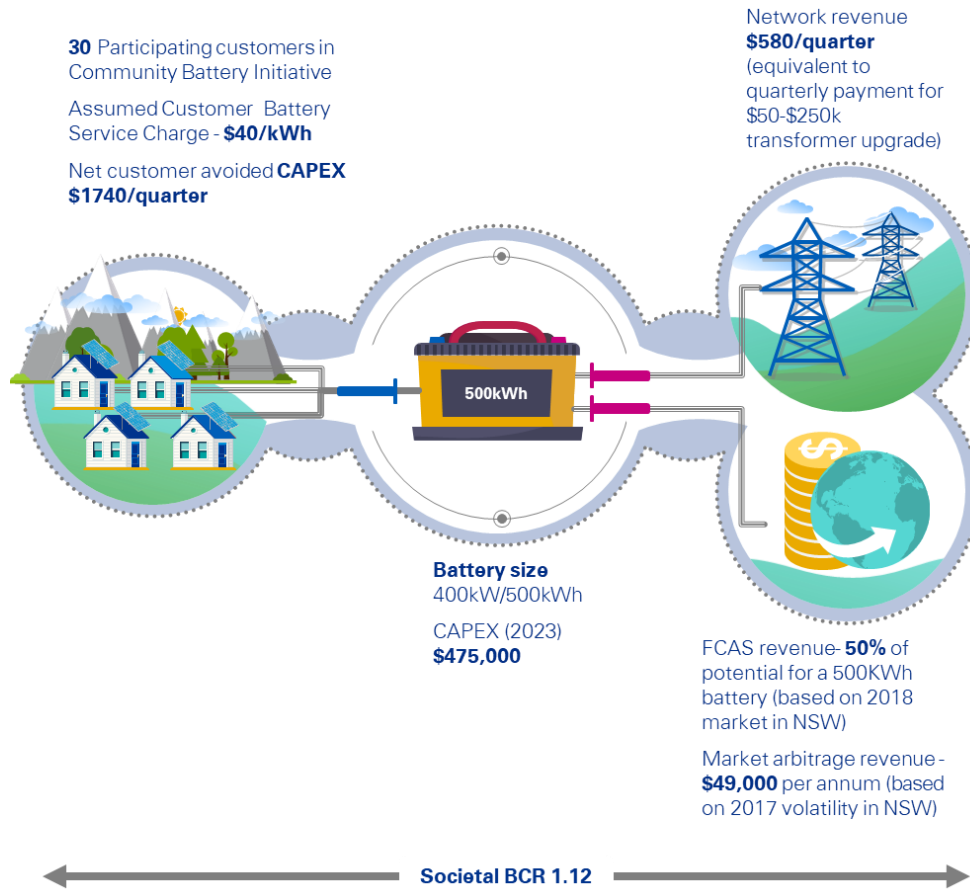 30 Participating customers in
Community Battery Initiative
Assumed Customer Battery
Service Charge - $40/kWh
Net customer avoided CAPEX
$1740/quarter
Network revenue
$580/quarter
(equivalent to
quarterly payment for
$50-$250k
transformer upgrade)
500kWh
$
Battery size
400kW/500kWh
CAPEX (2023)
$475,000
FCAS revenue- 50% of
potential for a 500KWh
battery (based on 2018
market in NSW)
Market arbitrage revenue -
$49,000 per annum (based
on 2017 volatility in NSW)
Societal BCR 1.12